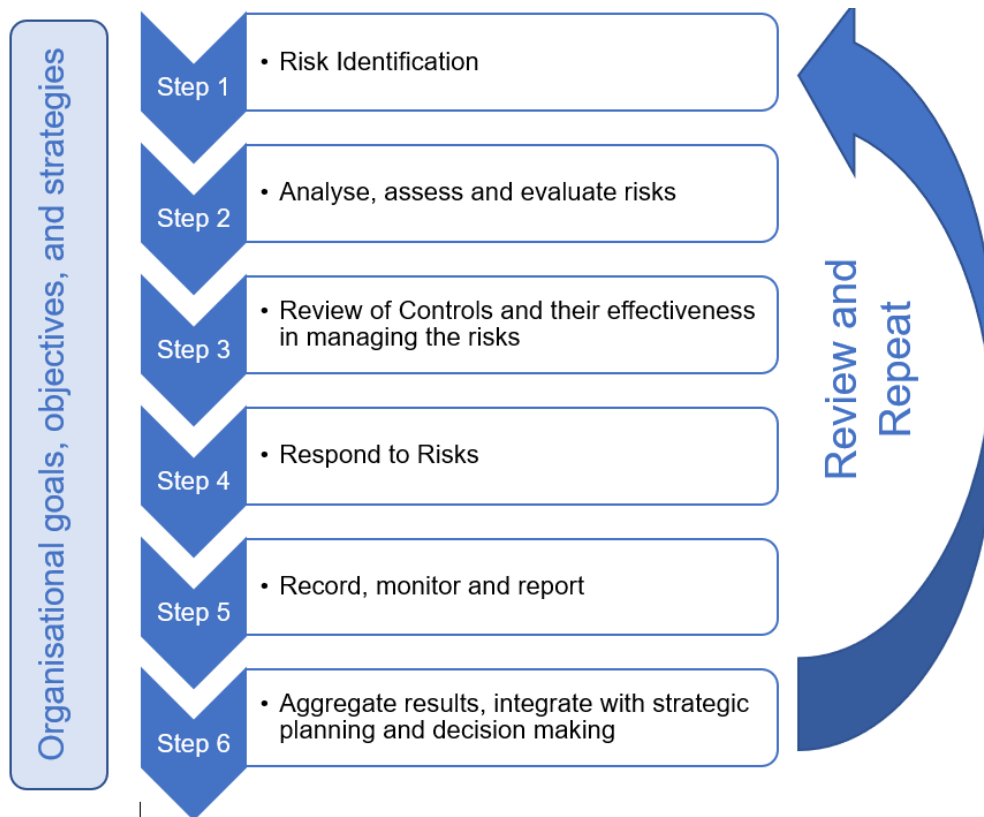 Organisational goals, objectives, and strategies
Step 1
• Risk Identification
Step 2
• Analyse, assess and evaluate risks
Step 3
• Review of Controls and their effectiveness
in managing the risks
Step 4
• Respond to Risks
Step 5
• Record, monitor and report
Step 6
• Aggregate results, integrate with strategic
planning and decision making
Review and
Repeat